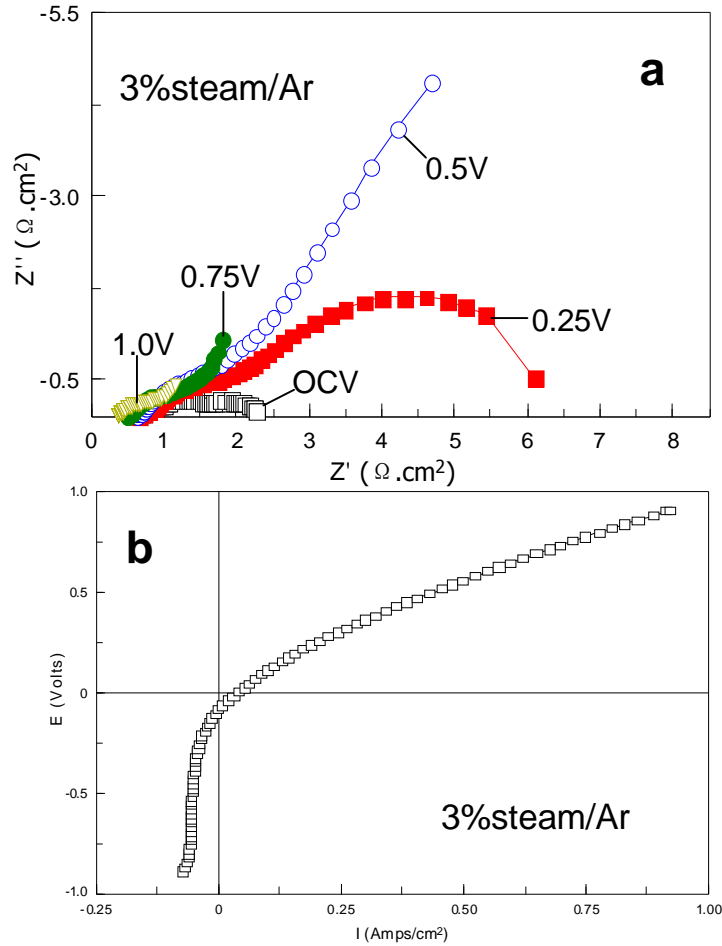 -5.5
a
3%steam/Ar
0.5V
-3.0
Z'' (Ω.cm²)
0.75V
0.25V
1.0V
-0.5
OCV
0 1 2 3 4 5 6 7 8
Z' (Ω.cm²)
1.0
b
0.5
E (Volts)
0
-0.5
3%steam/Ar
-1.0
-0.25 0 0.25 0.50 0.75 1.00
I (Amps/cm²)